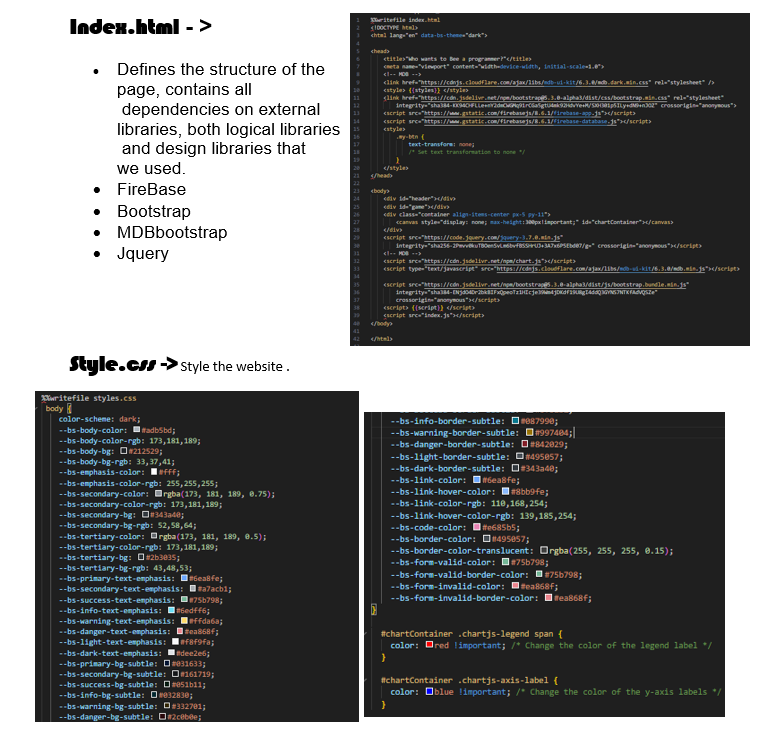 Index.html - >
• Defines the structure of the
page, contains all
dependencies on external
libraries, both logical libraries
and design libraries that
we used.
• FireBase
• Bootstrap
• MDBbootstrap
• Jquery
%%writefile index.html
<!DOCTYPE html>
<html lang="en" data-bs-theme="dark">
<head>
<title>"Who wants to Bee a programmer?"</title>
<meta name="viewport" content="width=device-width, initial-scale=1.0">
<!-- MDB -->
<link href="https://cdnjs.cloudflare.com/ajax/libs/mdb-ui-kit/6.3.0/mdb.dark.min.css" rel="stylesheet" />
<style> {{styles}} </style>
<link href="https://cdn.jsdelivr.net/npm/bootstrap@5.3.0-alpha3/dist/css/bootstrap.min.css" rel="stylesheet"
crossorigin="anonymous">
<script src="https://www.gstatic.com/firebasejs/8.6.1/firebase-app.js"></script>
<script src="https://www.gstatic.com/firebasejs/8.6.1/firebase-database.js"></script>
<style>
.my-btn {
text-transform: none;
/* Set text transformation to none */
}
</style>
</head>
<body>
<div id="header"></div>
<div id="game"></div>
<div class="container align-items-center px-5 py-11">
<canvas style="display: none; max-height:300px!important;" id="chartContainer"></canvas>
</div>
<script src="https://code.jquery.com/jquery-3.7.0.min.js"
crossorigin="anonymous"></script>
<!-- MDB -->
<script src="https://cdn.jsdelivr.net/npm/chart.js"></script>
<script type="text/javascript" src="https://cdnjs.cloudflare.com/ajax/libs/mdb-ui-kit/6.3.0/mdb.min.js"></script>
<script src="https://cdn.jsdelivr.net/npm/bootstrap@5.3.0-alpha3/dist/js/bootstrap.bundle.min.js"
crossorigin="anonymous"></script>
<script> {{script}} </script>
<script src="index.js"></script>
</body>
</html>
Style.css -> Style the website .
%%writefile styles.css
body {
color-scheme: dark;
--bs-body-color: #adb5bd;
--bs-body-color-rgb: 173,181,189;
--bs-body-bg: #212529;
--bs-body-bg-rgb: 33,37,41;
--bs-emphasis-color: #fff;
--bs-emphasis-color-rgb: 255,255,255;
--bs-secondary-color: rgba(173, 181, 189, 0.75);
--bs-secondary-color-rgb: 173,181,189;
--bs-secondary-bg: #343a40;
--bs-secondary-bg-rgb: 52,58,64;
--bs-tertiary-color: rgba(173, 181, 189, 0.5);
--bs-tertiary-color-rgb: 173,181,189;
--bs-tertiary-bg: #2b3035;
--bs-tertiary-bg-rgb: 43,48,53;
--bs-primary-text-emphasis: #6ea8fe;
--bs-secondary-text-emphasis: #a7acb1;
--bs-success-text-emphasis: #75b798;
--bs-info-text-emphasis: #6edff6;
--bs-warning-text-emphasis: #ffda6a;
--bs-danger-text-emphasis: #ea868f;
--bs-light-text-emphasis: #f8f9fa;
--bs-dark-text-emphasis: #dee2e6;
--bs-primary-bg-subtle: #031633;
--bs-secondary-bg-subtle: #161719;
--bs-success-bg-subtle: #051b11;
--bs-info-bg-subtle: #032830;
--bs-warning-bg-subtle: #332701;
--bs-danger-bg-subtle: #2c0b0e;
--bs-info-border-subtle: #087990;
--bs-warning-border-subtle: #997404;
--bs-danger-border-subtle: #842029;
--bs-light-border-subtle: #495057;
--bs-dark-border-subtle: #343a40;
--bs-link-color: #6ea8fe;
--bs-link-hover-color: #8bb9fe;
--bs-link-color-rgb: 110,168,254;
--bs-link-hover-color-rgb: 139,185,254;
--bs-code-color: #e685b5;
--bs-border-color: #495057;
--bs-border-color-translucent: rgba(255, 255, 255, 0.15);
--bs-form-valid-color: #75b798;
--bs-form-valid-border-color: #75b798;
--bs-form-invalid-color: #ea868f;
--bs-form-invalid-border-color: #ea868f;
}
#chartContainer .chartjs-legend span {
color: red !important; /* Change the color of the legend label */
}
#chartContainer .chartjs-axis-label {
color: blue !important; /* Change the color of the y-axis labels */
}